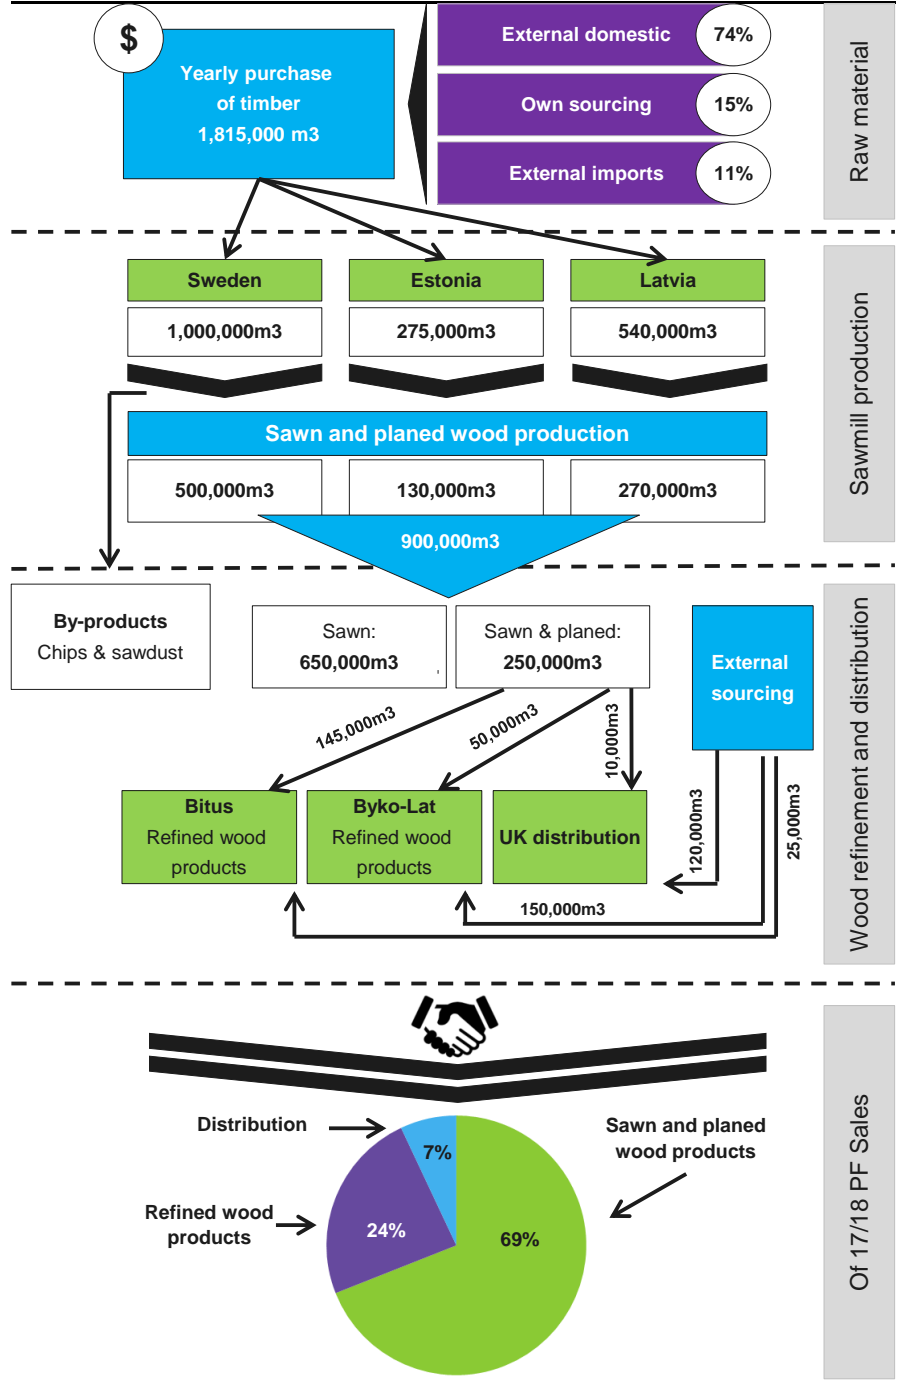 $
Yearly purchase
of timber
1,815,000 m3
External domestic
74%
Own sourcing
15%
External imports
11%
Raw material
Sweden
Estonia
Latvia
1,000,000m3
275,000m3
540,000m3
Sawn and planed wood production
500,000m3
130,000m3
270,000m3
900,000m3
Sawmill production
By-products
Chips & sawdust
Sawn:
650,000m3
Sawn & planed:
250,000m3
External
sourcing
145,000m3
50,000m3
10,000m3
120,000m3
25,000m3
Bitus
Refined wood
products
Byko-Lat
Refined wood
products
UK distribution
150,000m3
Wood refinement and distribution
Distribution
7%
Sawn and planed
wood products
Refined wood
products
24%
69%
Of 17/18 PF Sales